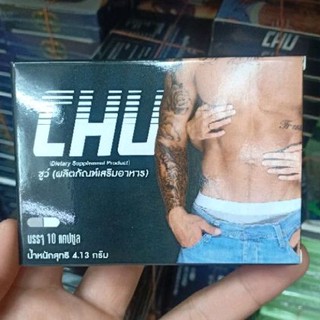 CHU
(Dietary Supplement Product)
ชูว์ (ผลิตภัณฑ์เสริมอาหาร)
บรรจุ 10 แคปซูล
น้ำหนักสุทธิ 4.13 กรัม